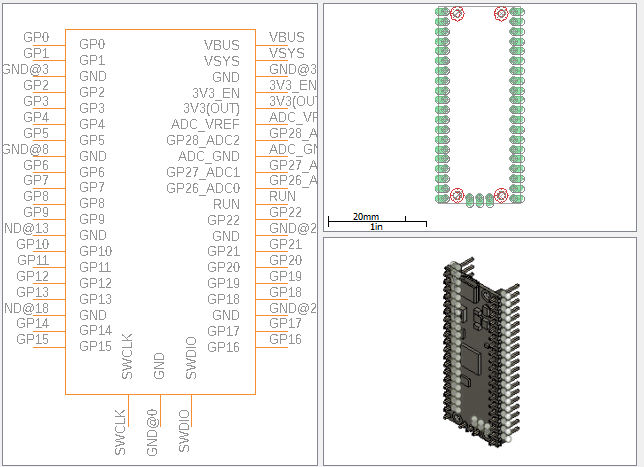 GP0 GP0 VBUS VBUS
GP1 GP1 VSYS VSYS
GND@3 GND GND GND@3
GP2 GP2 3V3_EN 3V3_EN
GP3 GP3 3V3(OUT) 3V3(OU
GP4 GP4 ADC_VREF ADC_VR
GP5 GP5 GP28_ADC2 GP28_A
GND@8 GND ADC_GND ADC_GN
GP6 GP6 GP27_ADC1 GP27_A
GP7 GP7 GP26_ADC0 GP26_A
GP8 GP8 RUN RUN
GP9 GP9 GP22 GP22
ND@13 GND GND GND@2
GP10 GP10 GP21 GP21
GP11 GP11 GP20 GP20
GP12 GP12 GP19 GP19
GP13 GP13 GP18 GP18
ND@18 GND GND GND@2
GP14 GP14 GP17 GP17
GP15 GP15 GP16 GP16
SWCLK GND SWDIO
SWCLK GND@0 SWDIO
20mm
1in